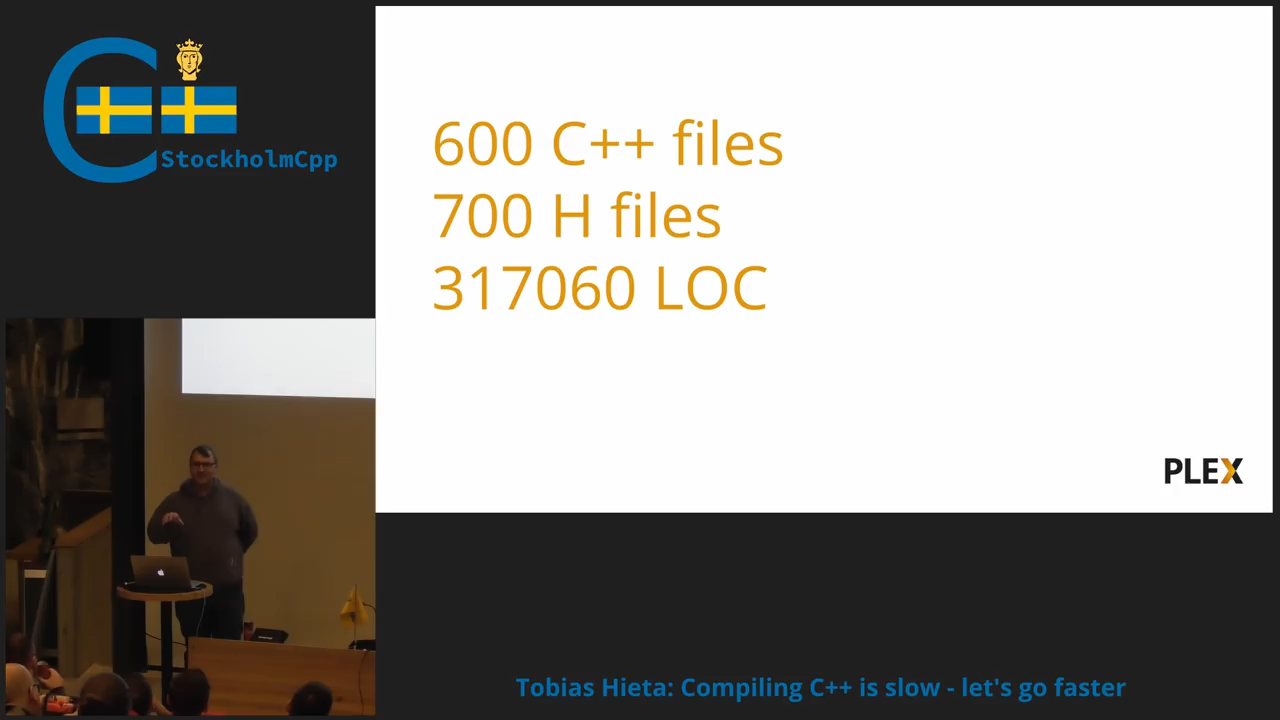 StockholmCpp
600 C++ files
700 H files
317060 LOC
PLEX
Tobias Hieta: Compiling C++ is slow - let's go faster